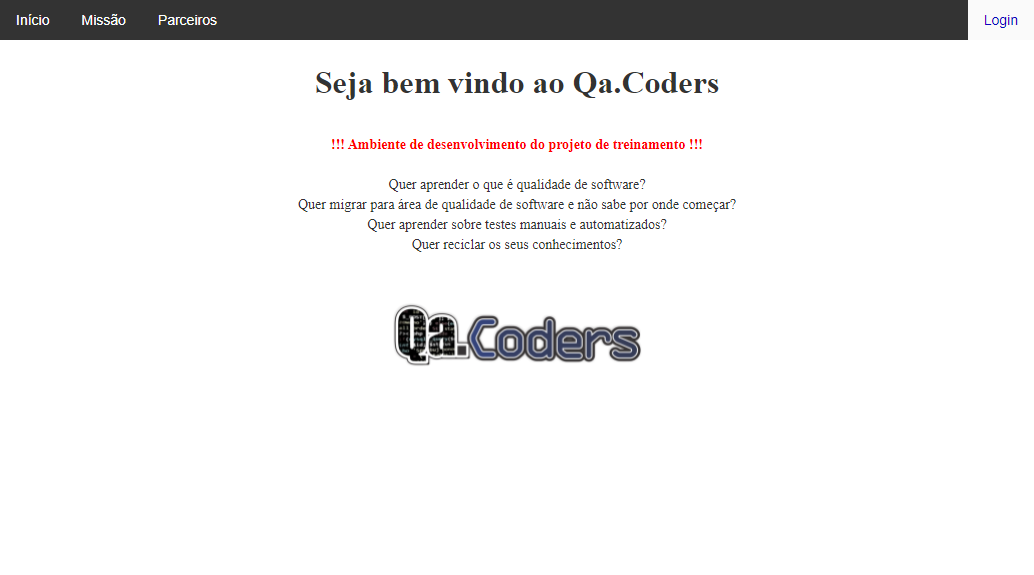 Início Missão Parceiros Login
Seja bem vindo ao Qa.Coders
!!! Ambiente de desenvolvimento do projeto de treinamento !!!
Quer aprender o que é qualidade de software?
Quer migrar para área de qualidade de software e não sabe por onde começar?
Quer aprender sobre testes manuais e automatizados?
Quer reciclar os seus conhecimentos?
Qa.Coders